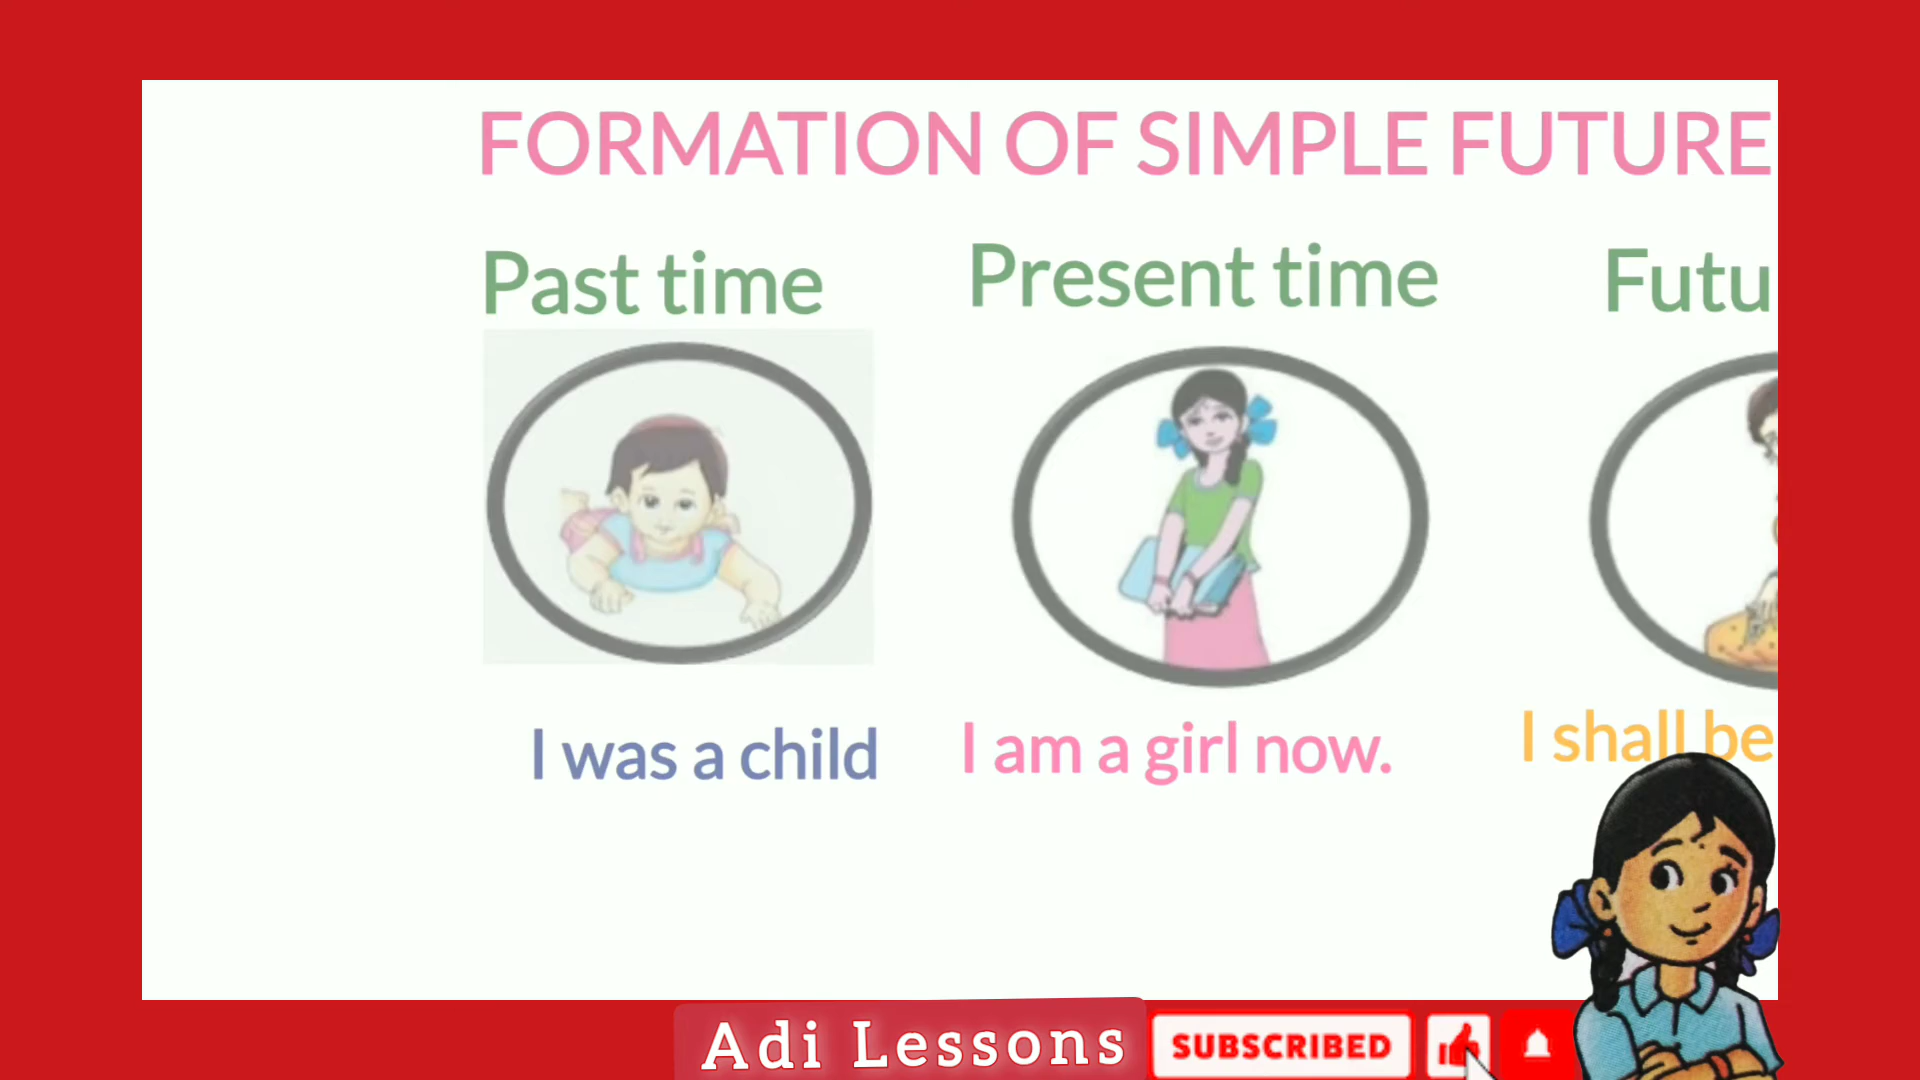 FORMATION OF SIMPLE FUTURE
Past time
Present time
Futu
I was a child
I am a girl now.
I shall be
Adi Lessons
SUBSCRIBED